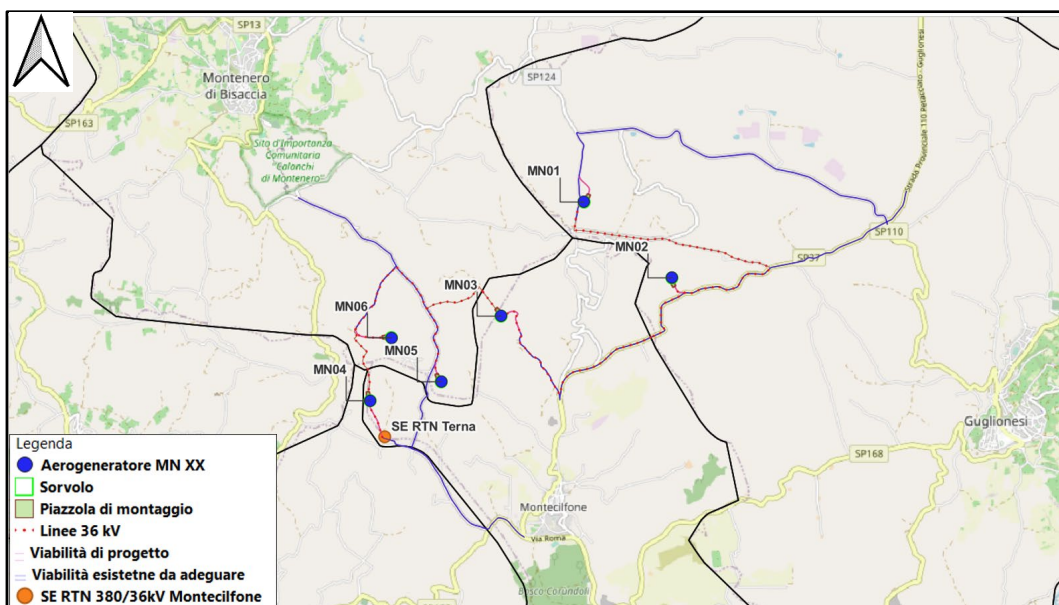 SP13
Montenero
di Bisaccia
SP124
SP163
Sito d'Importanza
Comunitaria
"Calanchi
di Montenero"
Strada Provinciale 110 Petacciato - Guglionesi
MN01
SP110
MN02
SP37
MN03
MN06
MN05
MN04
SE RTN Terna
Guglionesi
SP168
Montecilfone
Via Roma
Bosco Corundoli
Legenda
Aerogeneratore MN XX
Sorvolo
Piazzola di montaggio
Linee 36 kV
Viabilità di progetto
Viabilità esistetne da adeguare
SE RTN 380/36kV Montecilfone